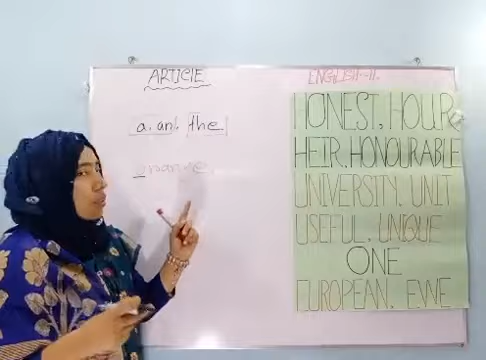 ARTICLE
a. an). the
ENGLISH-II.
HONEST, HOUR
HEIR. HONOURABLE
UNIVERSITY. UNIT
USEFUL. UNIQUE
ONE
EUROPEAN. EWE